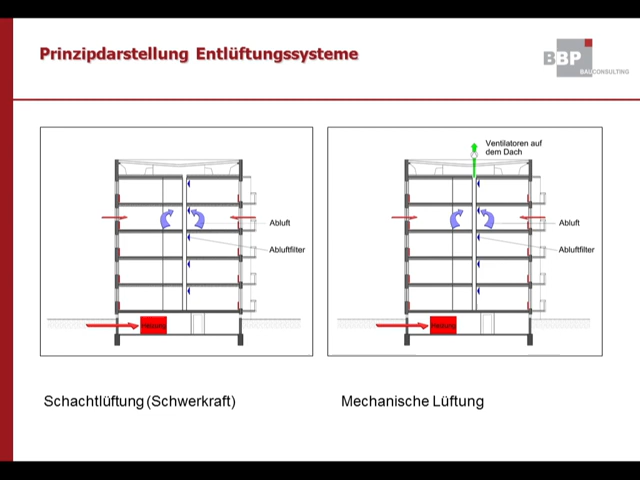 Prinzipdarstellung Entlüftungssysteme
BBP
BAUCONSULTING
Abluft
Abluftfilter
Heizung
Ventilatoren auf
dem Dach
Abluft
Abluftfilter
Heizung
Schachtlüftung (Schwerkraft)
Mechanische Lüftung